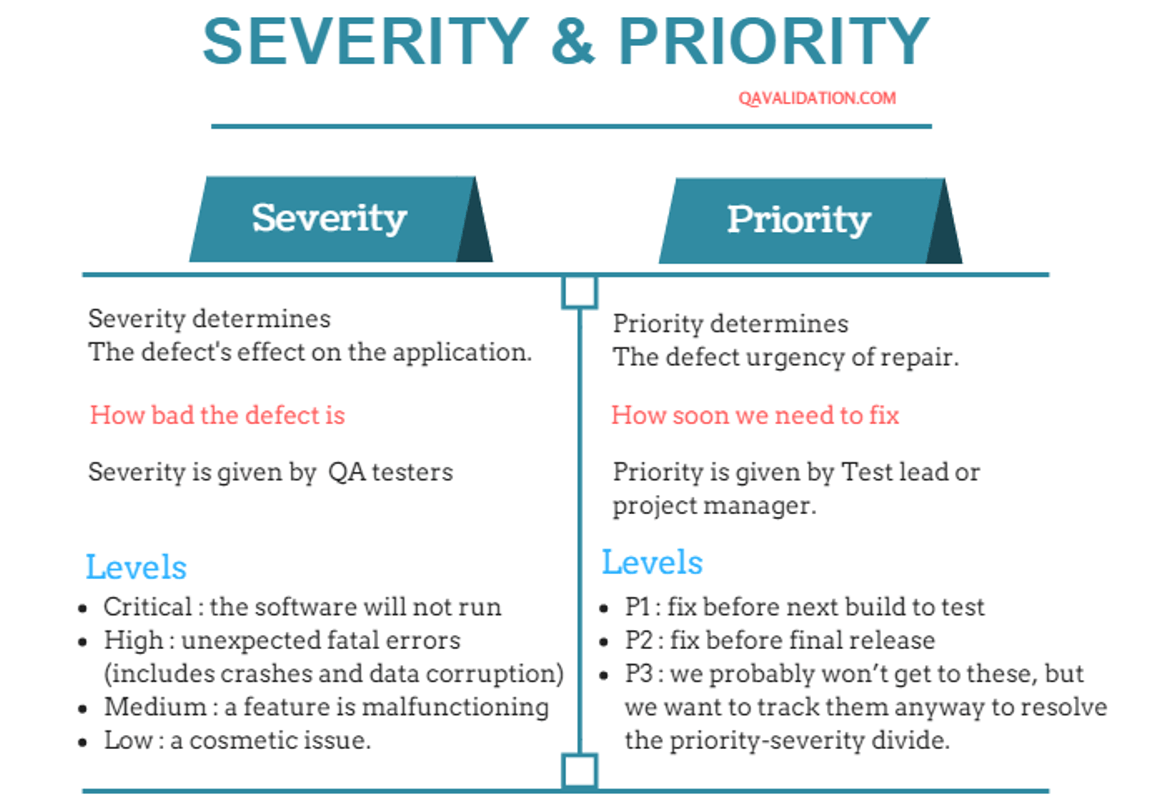 SEVERITY & PRIORITY
QAVALIDATION.COM
Severity
Severity determines
The defect's effect on the application.
How bad the defect is
Severity is given by QA testers
Levels
• Critical : the software will not run
• High : unexpected fatal errors
(includes crashes and data corruption)
• Medium : a feature is malfunctioning
• Low : a cosmetic issue.
Priority
Priority determines
The defect urgency of repair.
How soon we need to fix
Priority is given by Test lead or
project manager.
Levels
• P1 : fix before next build to test
• P2 : fix before final release
• P3 : we probably won’t get to these, but
we want to track them anyway to resolve
the priority-severity divide.